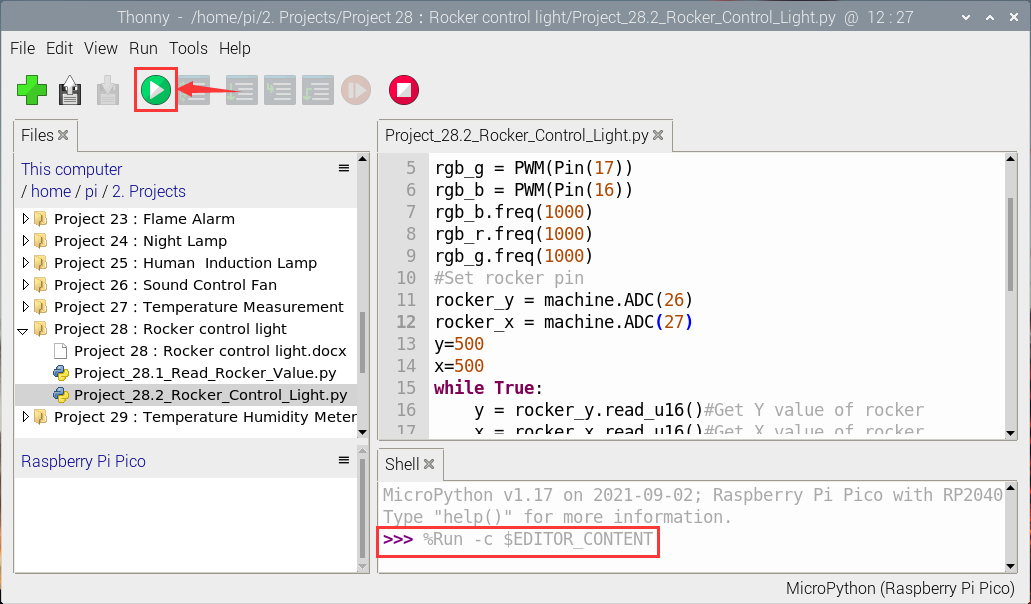 Thonny - /home/pi/2. Projects/Project 28 : Rocker control light/Project_28.2_Rocker_Control_Light.py @ 12 : 27
File Edit View Run Tools Help
Files
This computer
/ home / pi / 2. Projects
Project 23 : Flame Alarm
Project 24 : Night Lamp
Project 25 : Human  Induction Lamp
Project 26 : Sound Control Fan
Project 27 : Temperature Measurement
Project 28 : Rocker control light
Project 28 : Rocker control light.docx
Project_28.1_Read_Rocker_Value.py
Project_28.2_Rocker_Control_Light.py
Project 29 : Temperature Humidity Meter
Raspberry Pi Pico
Project_28.2_Rocker_Control_Light.py
5 rgb_g = PWM(Pin(17))
6 rgb_b = PWM(Pin(16))
7 rgb_b.freq(1000)
8 rgb_r.freq(1000)
9 rgb_g.freq(1000)
10 #Set rocker pin
11 rocker_y = machine.ADC(26)
12 rocker_x = machine.ADC(27)
13 y=500
14 x=500
15 while True:
16     y = rocker_y.read_u16()#Get Y value of rocker
17     x = rocker_x.read_u16()#Get X value of rocker
Shell
MicroPython v1.17 on 2021-09-02; Raspberry Pi Pico with RP2040
Type "help()" for more information.
>>> %Run -c $EDITOR_CONTENT
MicroPython (Raspberry Pi Pico)